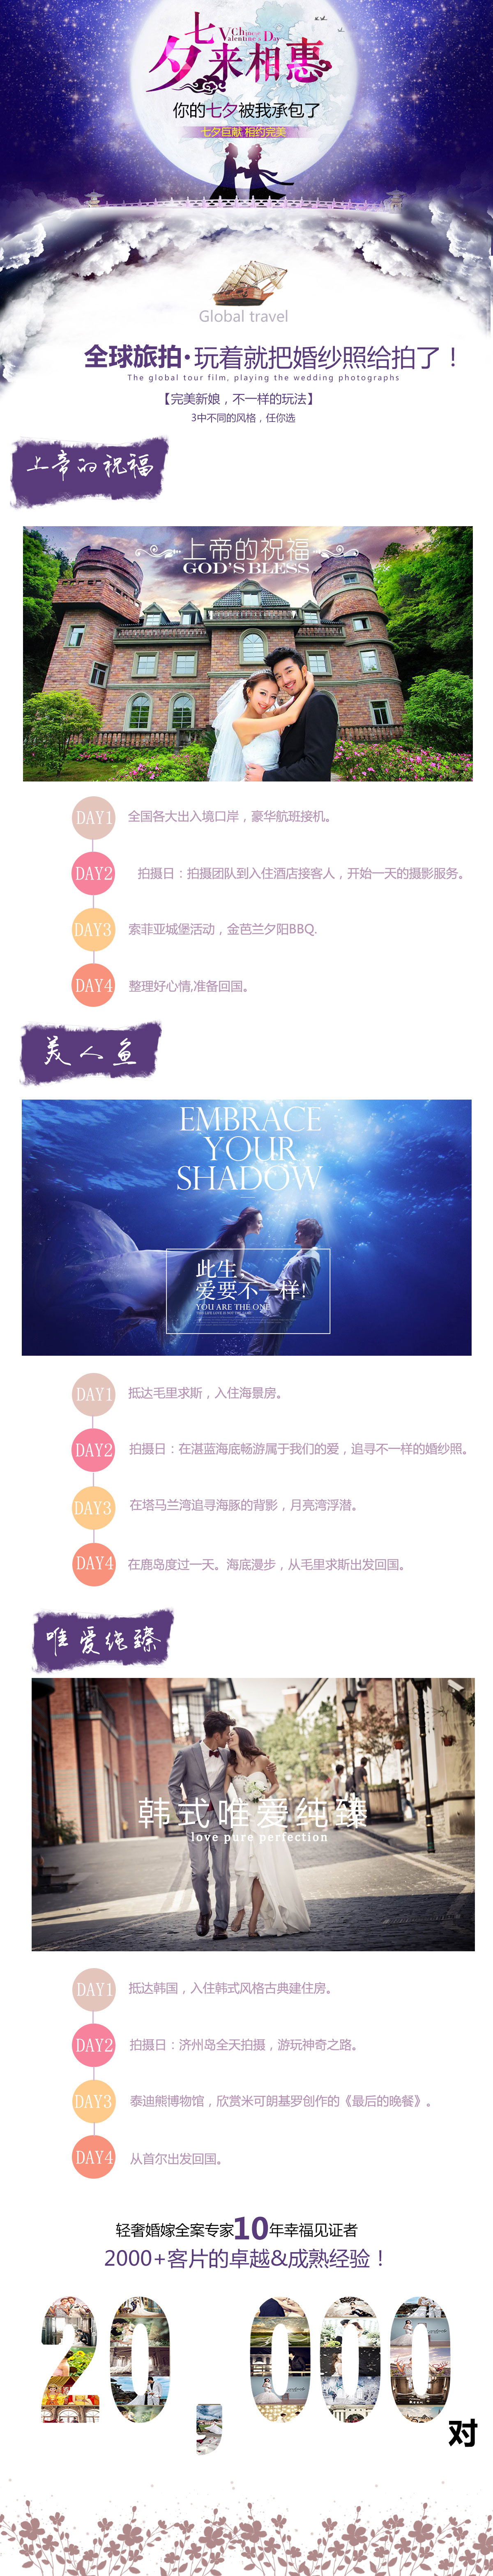 七夕来相惠
VChinese
Valentine's Day
你的七夕被我承包了
七夕巨献 相约完美
Global travel
全球旅拍·玩着就把婚纱照给拍了！
The global tour film, playing the wedding photographs
【完美新娘，不一样的玩法】
3中不同的风格，任你选
上帝的祝福
上帝的祝福
GOD'S BLESS
DAY1 全国各大出入境口岸，豪华航班接机。
DAY2 拍摄日：拍摄团队到入住酒店接客人，开始一天的摄影服务。
DAY3 索菲亚城堡活动，金芭兰夕阳BBQ.
DAY4 整理好心情,准备回国。
美人鱼
EMBRACE
YOUR
SHADOW
此生，
爱要不一样!
YOU ARE THE ONE
DAY1 抵达毛里求斯，入住海景房。
DAY2 拍摄日：在湛蓝海底畅游属于我们的爱，追寻不一样的婚纱照。
DAY3 在塔马兰湾追寻海豚的背影，月亮湾浮潜。
DAY4 在鹿岛度过一天。海底漫步，从毛里求斯出发回国。
唯爱纯臻
韩式唯爱纯臻
love pure perfection
DAY1 抵达韩国，入住韩式风格古典建住房。
DAY2 拍摄日：济州岛全天拍摄，游玩神奇之路。
DAY3 泰迪熊博物馆，欣赏米可朗基罗创作的《最后的晚餐》。
DAY4 从首尔出发回国。
轻奢婚嫁全案专家10年幸福见证者
2000+客片的卓越&成熟经验！
20,000
对